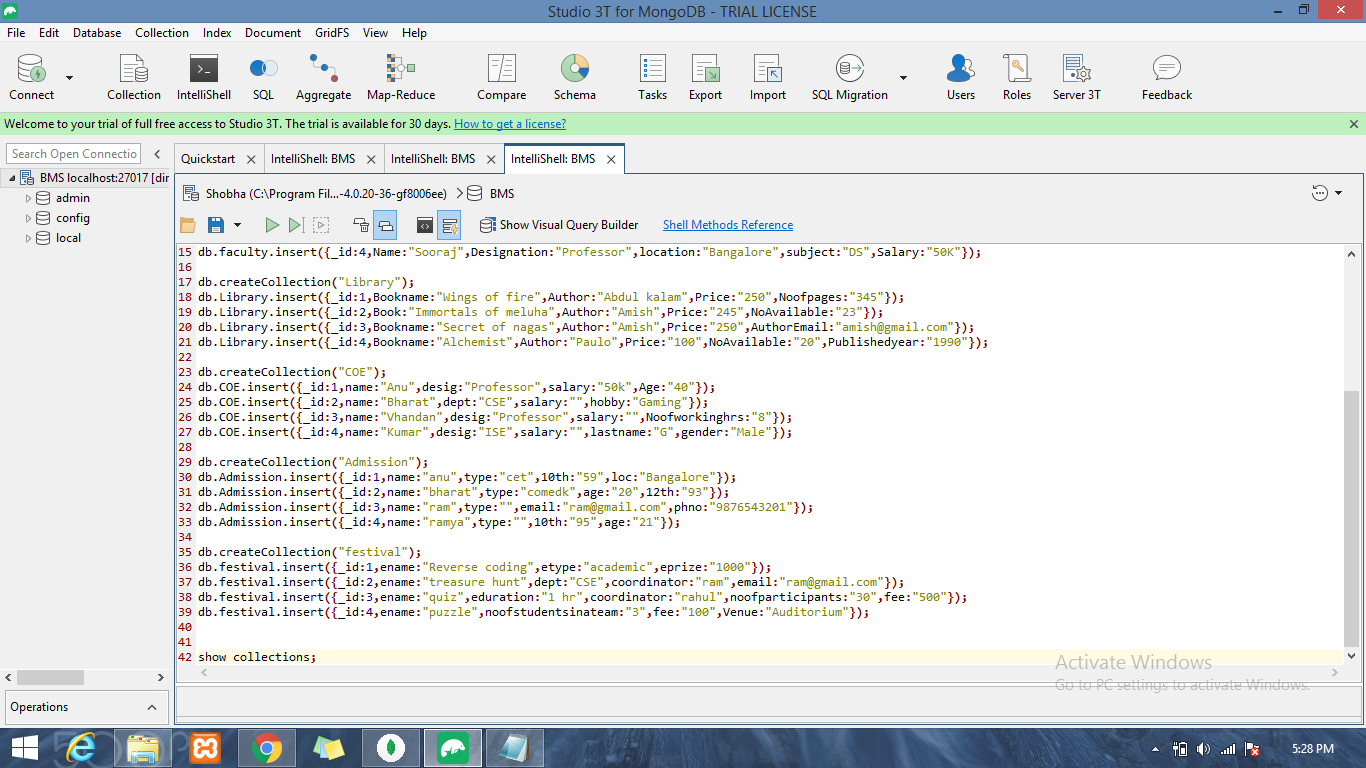 Studio 3T for MongoDB - TRIAL LICENSE
File Edit Database Collection Index Document GridFS View Help
Connect Collection IntelliShell SQL Aggregate Map-Reduce Compare Schema Tasks Export Import SQL Migration Users Roles Server 3T Feedback
Welcome to your trial of full free access to Studio 3T. The trial is available for 30 days. How to get a license?
Search Open Connectio
Quickstart IntelliShell: BMS IntelliShell: BMS IntelliShell: BMS
BMS localhost:27017 [dir
admin
config
local
Shobha (C:\Program Fil...-4.0.20-36-gf8006ee) BMS
Show Visual Query Builder Shell Methods Reference
15 db.faculty.insert({_id:4,Name:"Sooraj",Designation:"Professor",location:"Bangalore",subject:"DS",Salary:"50K"});
16
17 db.createCollection("Library");
18 db.Library.insert({_id:1,Bookname:"Wings of fire",Author:"Abdul kalam",Price:"250",Noofpages:"345"});
19 db.Library.insert({_id:2,Book:"Immortals of meluha",Author:"Amish",Price:"245",NoAvailable:"23"});
20 db.Library.insert({_id:3,Bookname:"Secret of nagas",Author:"Amish",Price:"250",AuthorEmail:"amish@gmail.com"});
21 db.Library.insert({_id:4,Bookname:"Alchemist",Author:"Paulo",Price:"100",NoAvailable:"20",Publishedyear:"1990"});
22
23 db.createCollection("COE");
24 db.COE.insert({_id:1,name:"Anu",desig:"Professor",salary:"50k",Age:"40"});
25 db.COE.insert({_id:2,name:"Bharat",dept:"CSE",salary:"",hobby:"Gaming"});
26 db.COE.insert({_id:3,name:"Vhandan",desig:"Professor",salary:"",Noofworkinghrs:"8"});
27 db.COE.insert({_id:4,name:"Kumar",desig:"ISE",salary:"",lastname:"G",gender:"Male"});
28
29 db.createCollection("Admission");
30 db.Admission.insert({_id:1,name:"anu",type:"cet",10th:"59",loc:"Bangalore"});
31 db.Admission.insert({_id:2,name:"bharat",type:"comedk",age:"20",12th:"93"});
32 db.Admission.insert({_id:3,name:"ram",type:"",email:"ram@gmail.com",phno:"9876543201"});
33 db.Admission.insert({_id:4,name:"ramya",type:"",10th:"95",age:"21"});
34
35 db.createCollection("festival");
36 db.festival.insert({_id:1,ename:"Reverse coding",etype:"academic",eprize:"1000"});
37 db.festival.insert({_id:2,ename:"treasure hunt",dept:"CSE",coordinator:"ram",email:"ram@gmail.com"});
38 db.festival.insert({_id:3,ename:"quiz",eduration:"1 hr",coordinator:"rahul",noofparticipants:"30",fee:"500"});
39 db.festival.insert({_id:4,ename:"puzzle",noofstudentsinateam:"3",fee:"100",Venue:"Auditorium"});
40
41
42 show collections;
Activate Windows
Go to PC settings to activate Windows.
Operations
5:28 PM